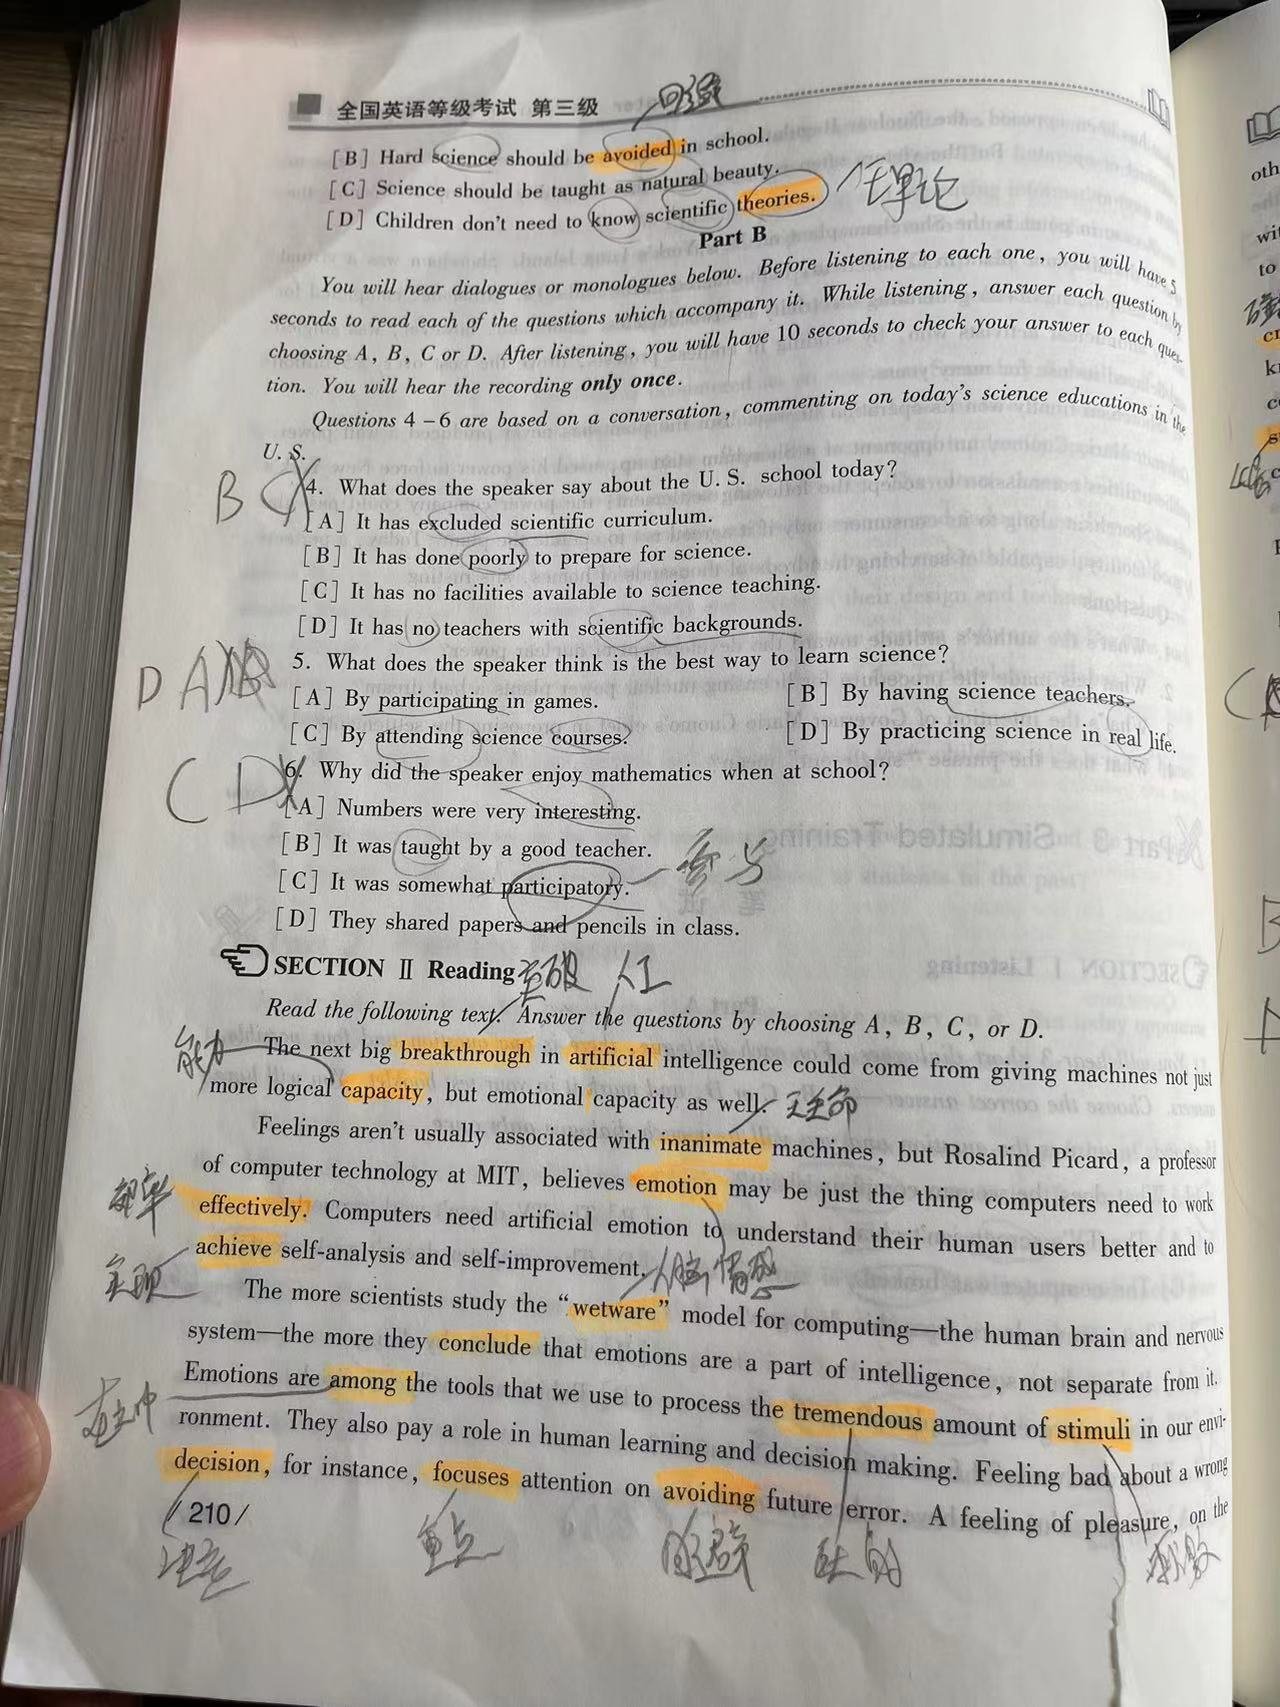 全国英语等级考试 第三级 回避
[B] Hard science should be avoided in school.
[C] Science should be taught as natural beauty.
[D] Children don't need to know scientific theories. 理论
Part B
You will hear dialogues or monologues below. Before listening to each one, you will have 5
seconds to read each of the questions which accompany it. While listening, answer each question by
choosing A, B, C or D. After listening, you will have 10 seconds to check your answer to each ques-
tion. You will hear the recording only once.
Questions 4-6 are based on a conversation, commenting on today's science educations in the
U.S.
B C 4. What does the speaker say about the U.S. school today?
[A] It has excluded scientific curriculum.
[B] It has done poorly to prepare for science.
[C] It has no facilities available to science teaching.
[D] It has no teachers with scientific backgrounds.
D A 5. What does the speaker think is the best way to learn science?
[A] By participating in games. [B] By having science teachers.
[C] By attending science courses. [D] By practicing science in real life.
C D 6. Why did the speaker enjoy mathematics when at school?
[A] Numbers were very interesting.
[B] It was taught by a good teacher.
[C] It was somewhat participatory. 参与
[D] They shared papers and pencils in class.
SECTION Ⅱ Reading 突破 人工
Read the following text. Answer the questions by choosing A, B, C, or D.
能力 The next big breakthrough in artificial intelligence could come from giving machines not just
more logical capacity, but emotional capacity as well. 无生命
Feelings aren't usually associated with inanimate machines, but Rosalind Picard, a professor
of computer technology at MIT, believes emotion may be just the thing computers need to work
effectively. Computers need artificial emotion to understand their human users better and to
实现 achieve self-analysis and self-improvement. 人脑 情感
The more scientists study the "wetware" model for computing—the human brain and nervous
system—the more they conclude that emotions are a part of intelligence, not separate from it.
Emotions are among the tools that we use to process the tremendous amount of stimuli in our envi-
ronment. They also pay a role in human learning and decision making. Feeling bad about a wrong
decision, for instance, focuses attention on avoiding future error. A feeling of pleasure, on the
/ 210 /
决定 重点 回避 巨大的 刺激